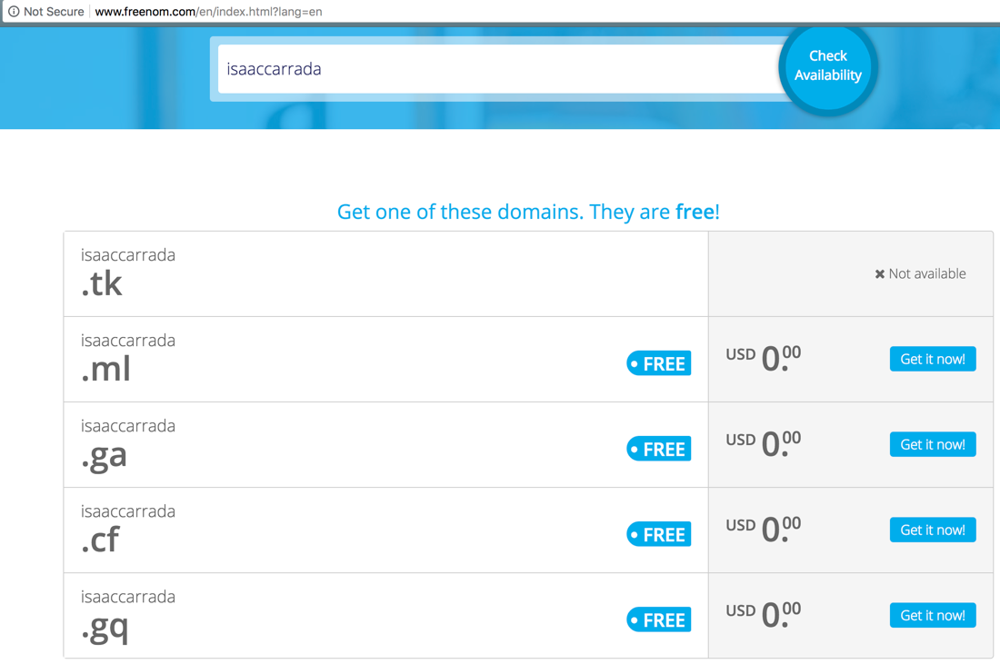 Not Secure www.freenom.com/en/index.html?lang=en
isaaccarrada
Check
Availability
Get one of these domains. They are free!
isaaccarrada
.tk
Not available
isaaccarrada
.ml
FREE
USD 0.00
Get it now!
isaaccarrada
.ga
FREE
USD 0.00
Get it now!
isaaccarrada
.cf
FREE
USD 0.00
Get it now!
isaaccarrada
.gq
FREE
USD 0.00
Get it now!